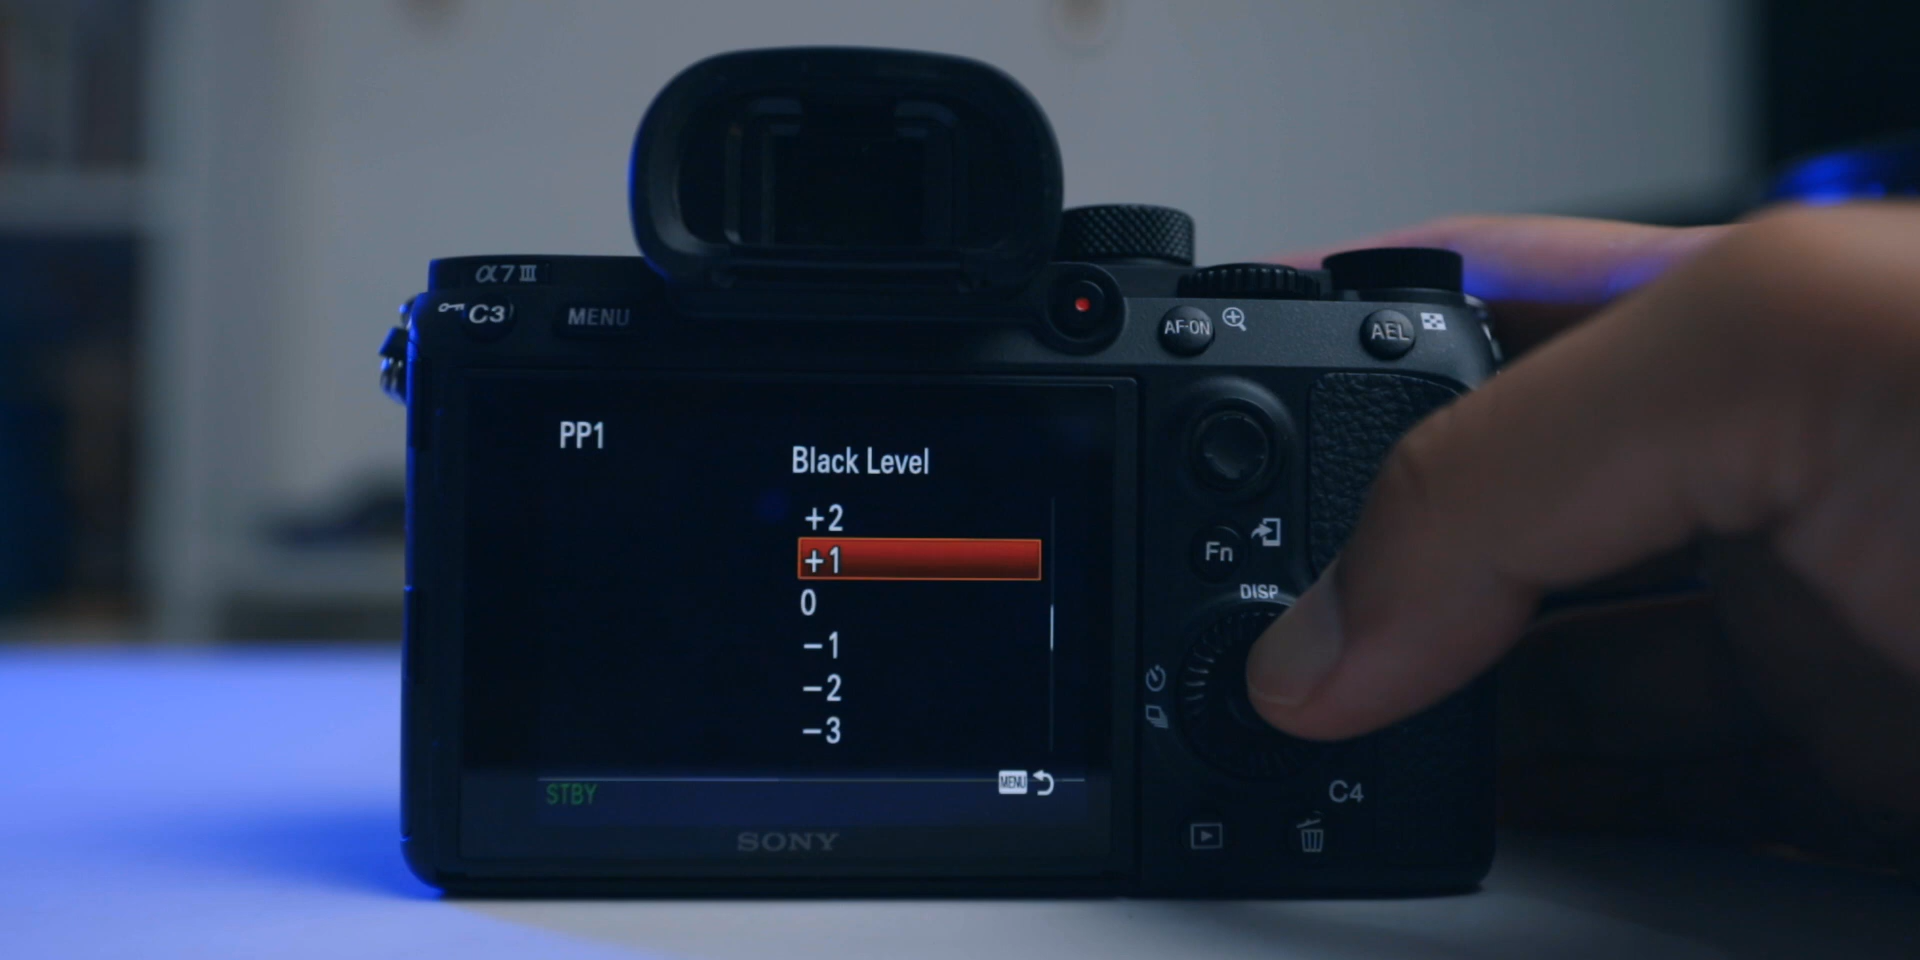 α7III
C3
MENU
AF-ON
AEL
PP1
Black Level
+2
+1
0
−1
−2
−3
Fn
DISP
STBY
MENU
SONY
C4